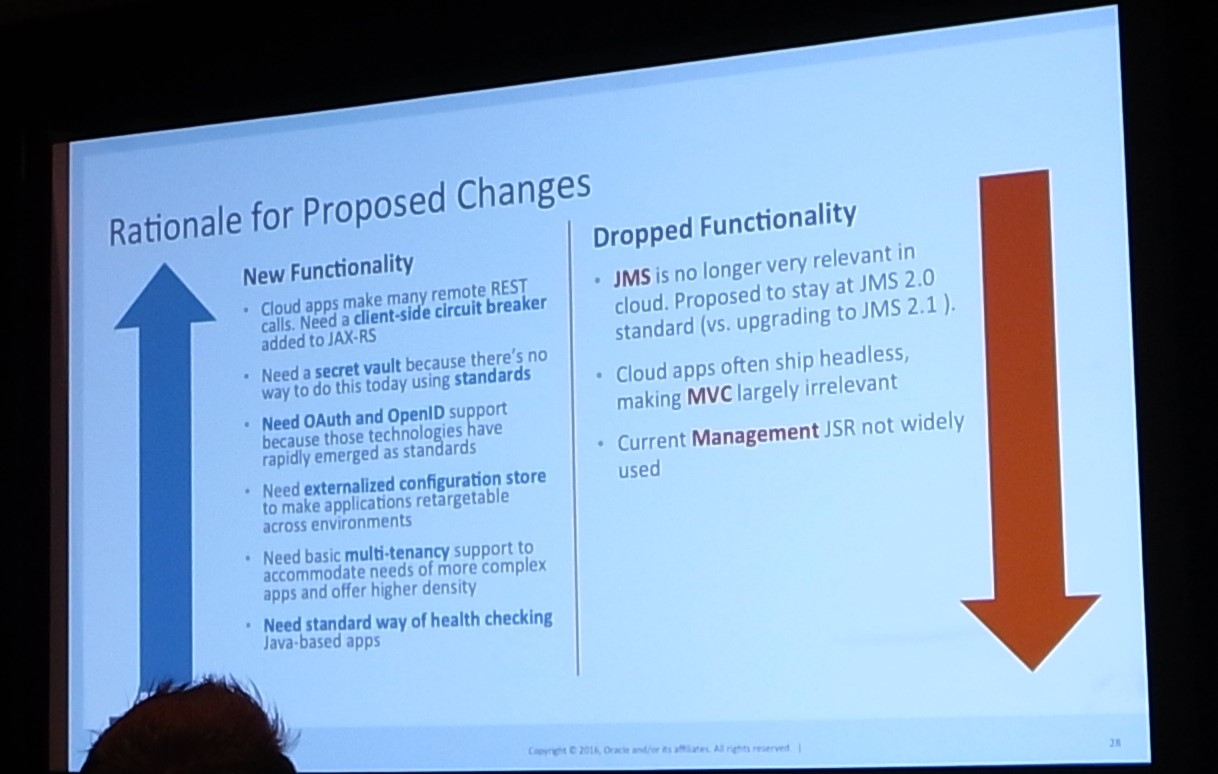 Rationale for Proposed Changes
New Functionality
• Cloud apps make many remote REST
calls. Need a client-side circuit breaker
added to JAX-RS
• Need a secret vault because there's no
way to do this today using standards
• Need OAuth and OpenID support
because those technologies have
rapidly emerged as standards
• Need externalized configuration store
to make applications retargetable
across environments
• Need basic multi-tenancy support to
accommodate needs of more complex
apps and offer higher density
• Need standard way of health checking
Java-based apps
Dropped Functionality
• JMS is no longer very relevant in
cloud. Proposed to stay at JMS 2.0
standard (vs. upgrading to JMS 2.1 ).
• Cloud apps often ship headless,
making MVC largely irrelevant
• Current Management JSR not widely
used
Copyright © 2016, Oracle and/or its affiliates. All rights reserved. |
28